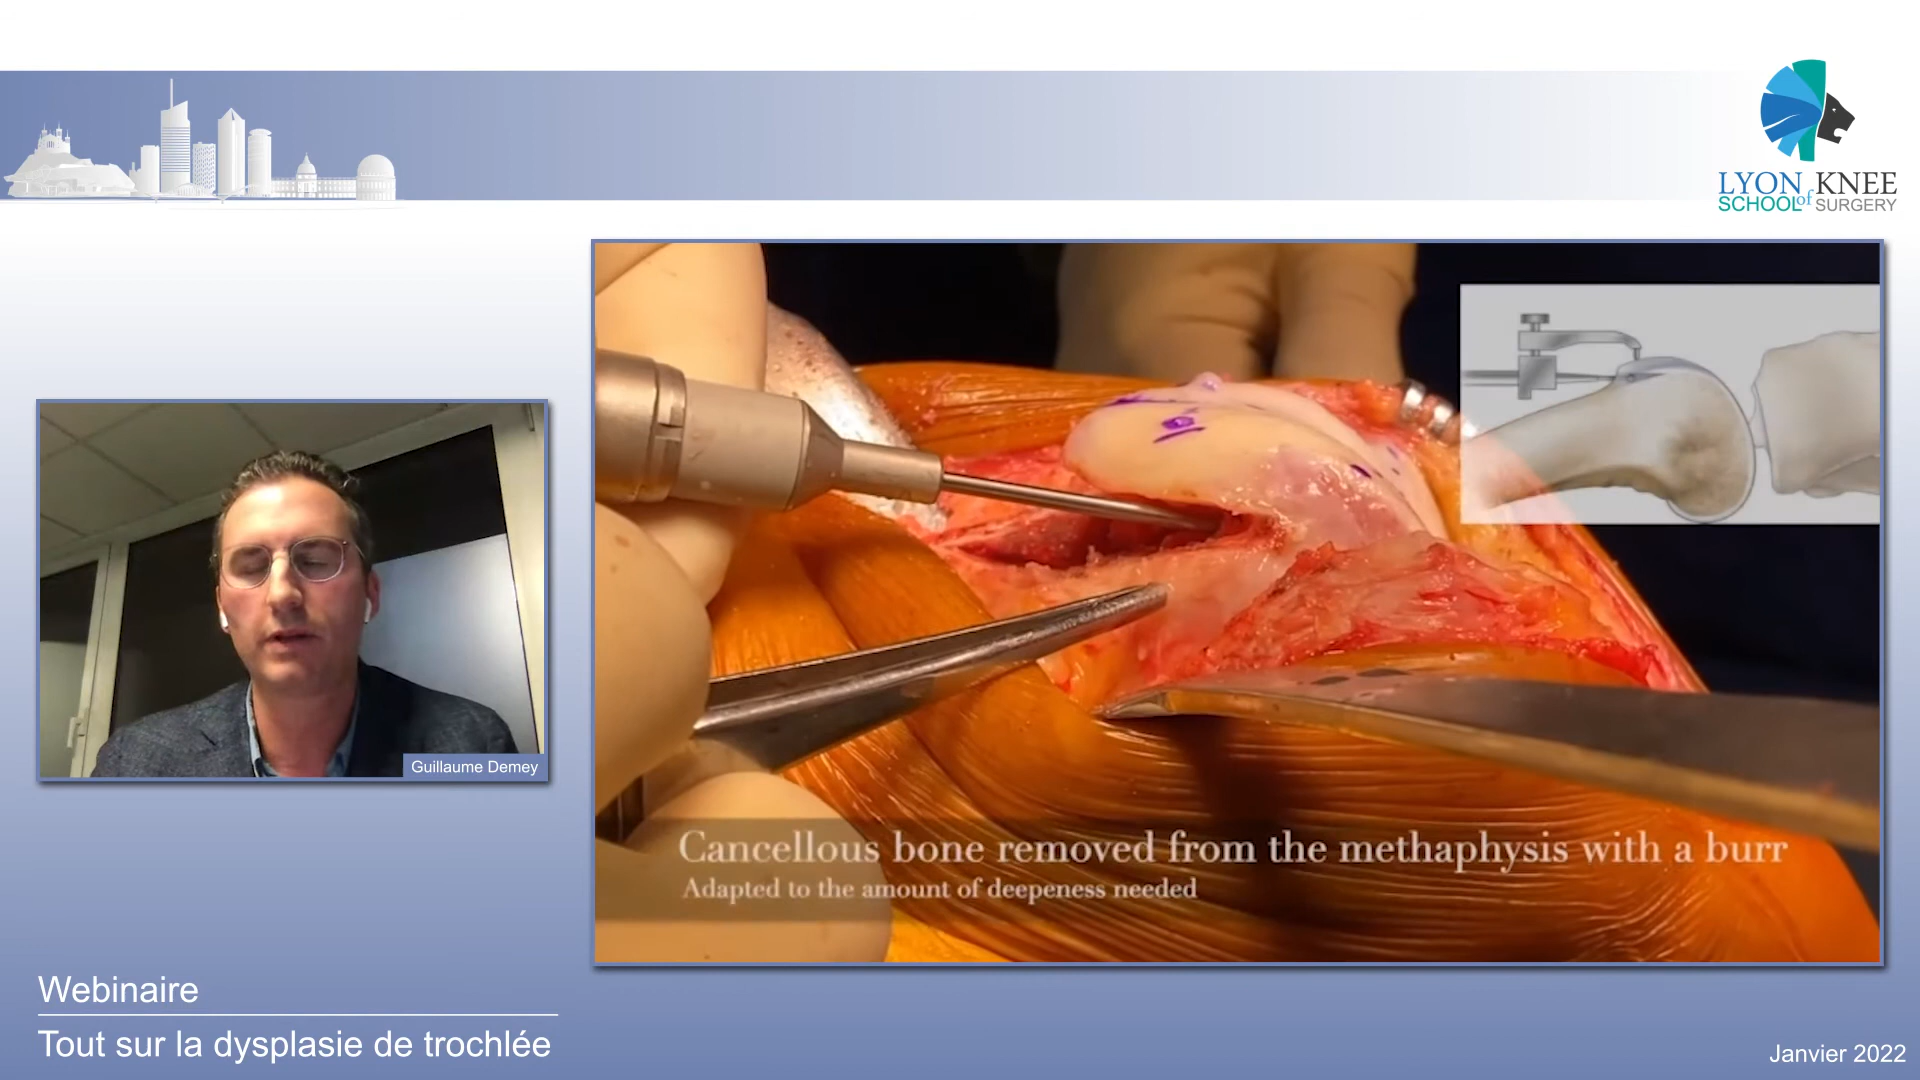 LYON KNEE
SCHOOL of SURGERY
Guillaume Demey
Cancellous bone removed from the methaphysis with a burr
Adapted to the amount of deepeness needed
Webinaire
Tout sur la dysplasie de trochlée
Janvier 2022